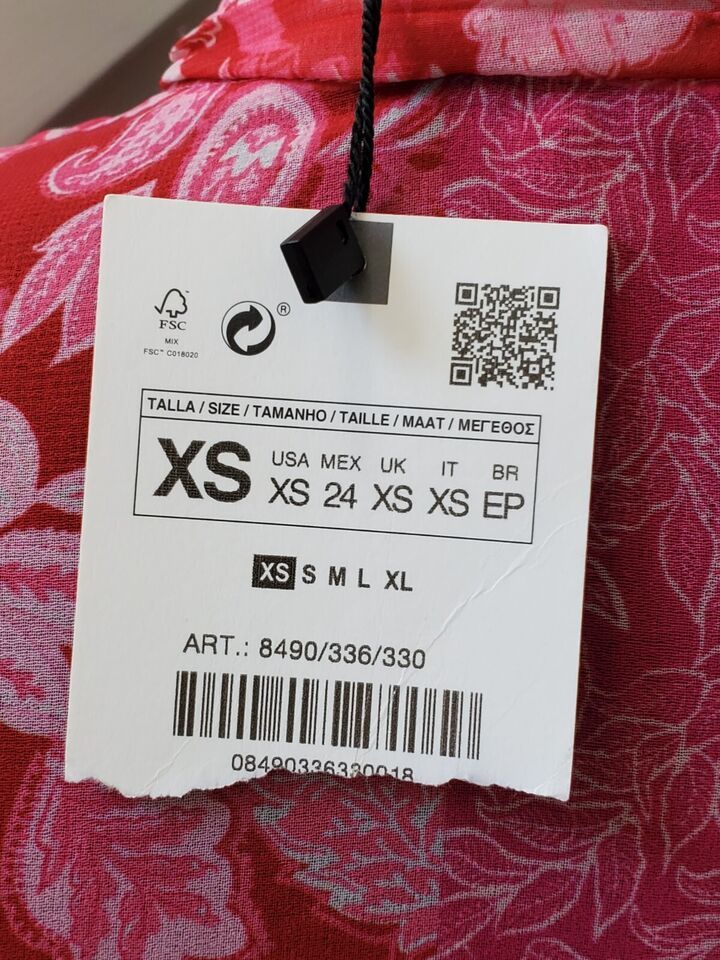 FSC
MIX
FSC™ C018020
®
TALLA / SIZE / TAMANHO / TAILLE / MAAT / ΜΕΓΕΘΟΣ
XS
USA MEX UK IT BR
XS 24 XS XS EP
XS S M L XL
ART.: 8490/336/330
08490336330018